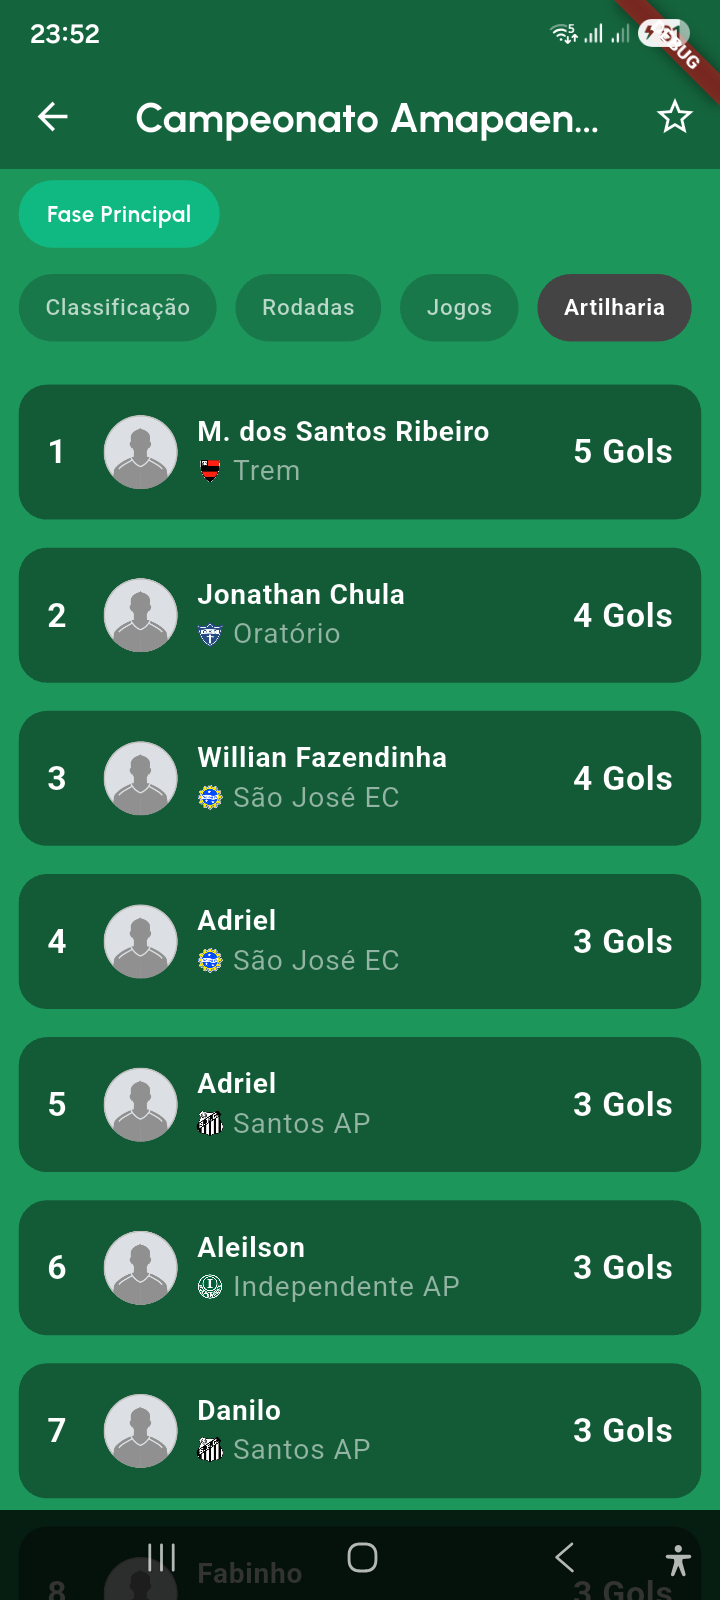 23:52
Campeonato Amapaen...
Fase Principal
Classificação Rodadas Jogos Artilharia
1 M. dos Santos Ribeiro 5 Gols
Trem
2 Jonathan Chula 4 Gols
Oratório
3 Willian Fazendinha 4 Gols
São José EC
4 Adriel 3 Gols
São José EC
5 Adriel 3 Gols
Santos AP
6 Aleilson 3 Gols
Independente AP
7 Danilo 3 Gols
Santos AP
8 Fabinho 3 Gols